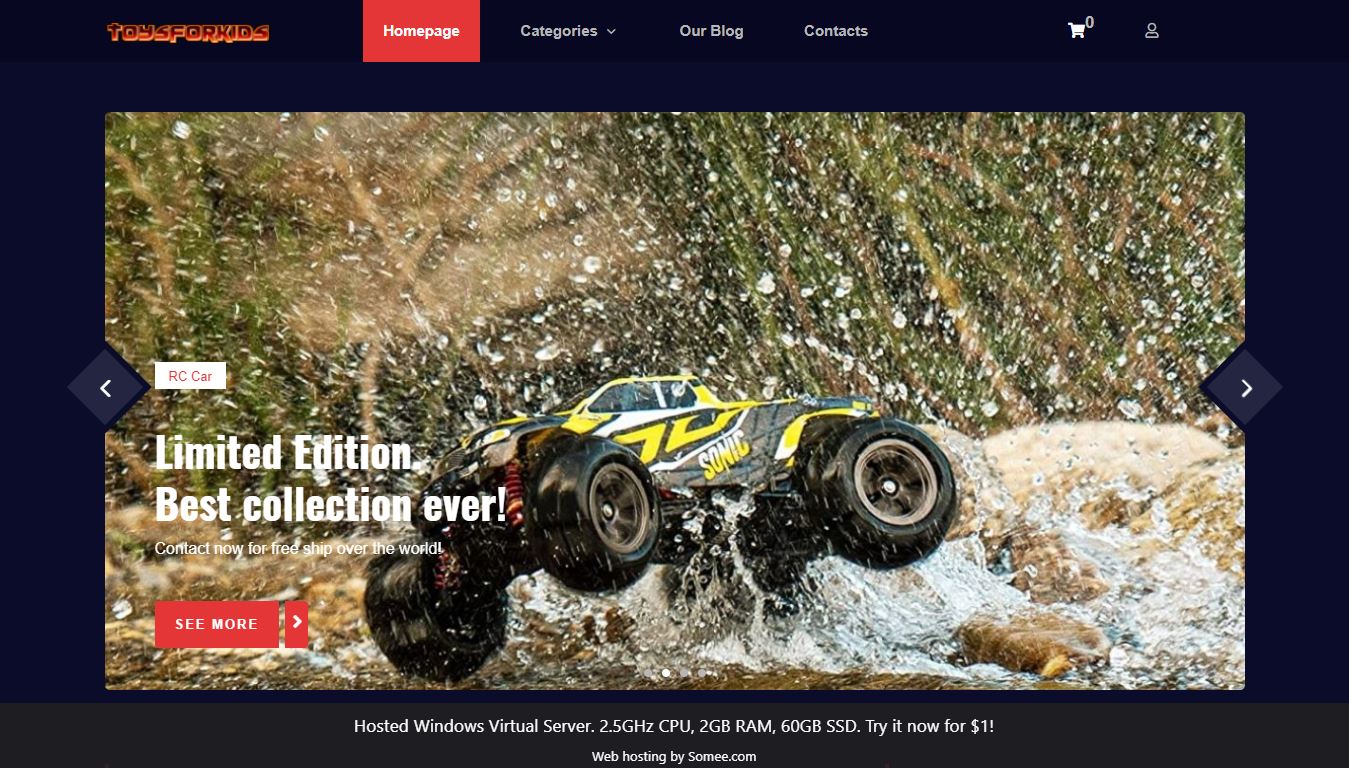 TOYSFORKIDS
Homepage
Categories
Our Blog
Contacts
0
RC Car
SONIC
Limited Edition.
Best collection ever!
Contact now for free ship over the world!
SEE MORE
Hosted Windows Virtual Server. 2.5GHz CPU, 2GB RAM, 60GB SSD. Try it now for $1!
Web hosting by Somee.com